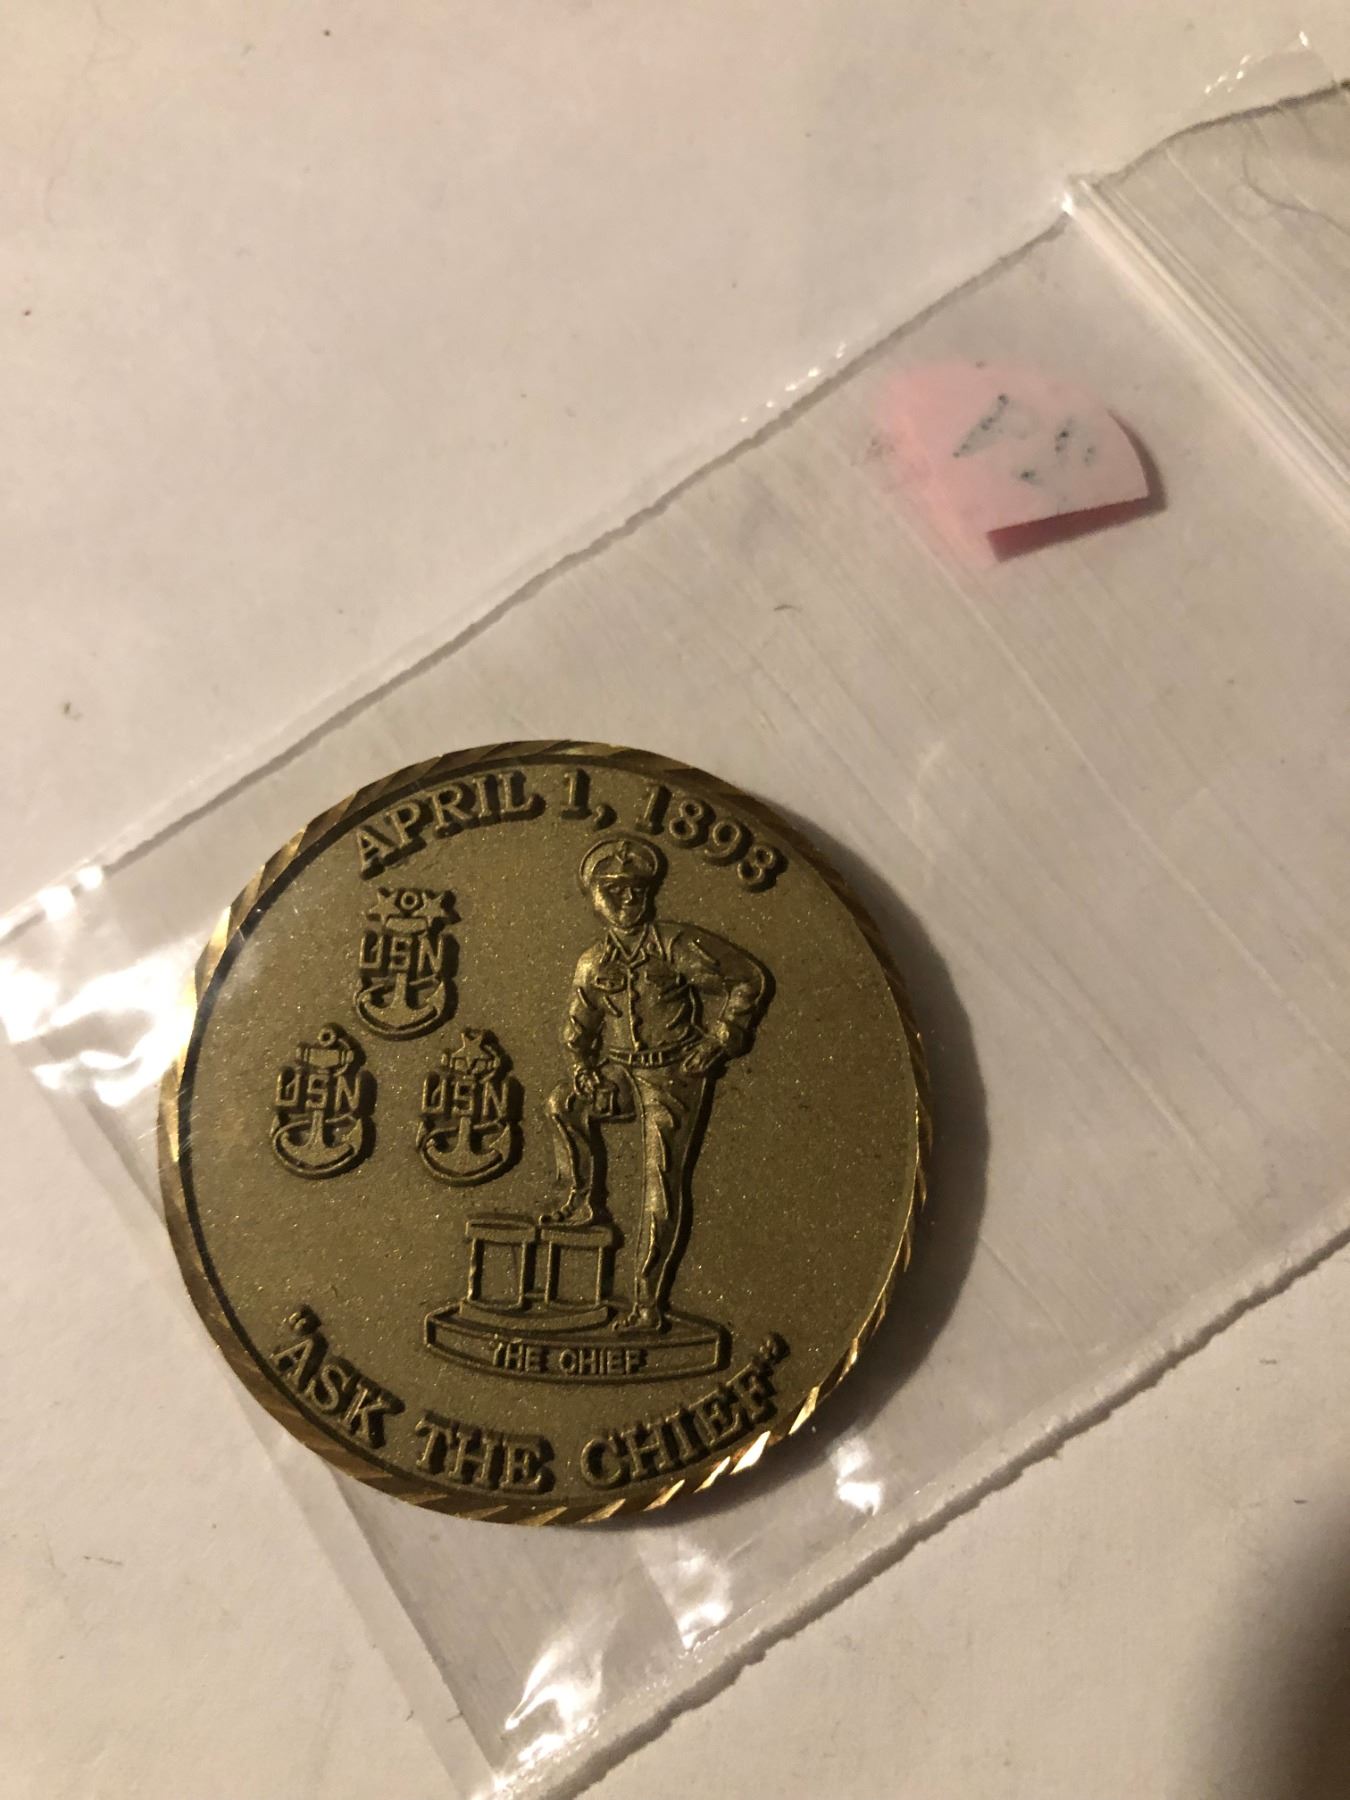 APRIL 1, 1893
USN
USN
USN
THE CHIEF
"ASK THE CHIEF"